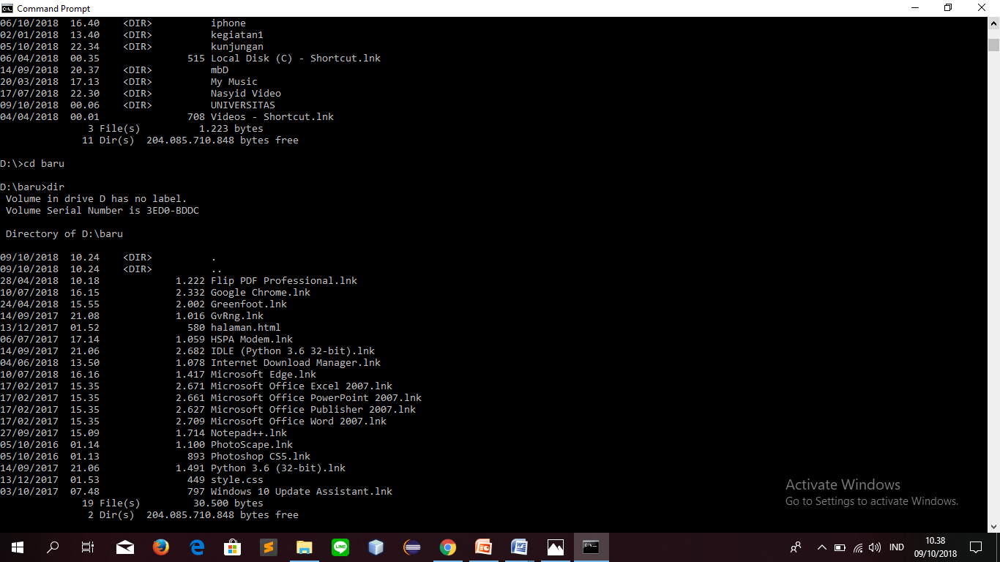 Command Prompt
06/10/2018  16.40    <DIR>          iphone
02/01/2018  13.40    <DIR>          kegiatan1
05/10/2018  22.34    <DIR>          kunjungan
06/04/2018  00.35               515 Local Disk (C) - Shortcut.lnk
14/09/2018  20.37    <DIR>          mbD
20/03/2018  17.13    <DIR>          My Music
17/07/2018  22.30    <DIR>          Nasyid Video
09/10/2018  00.06    <DIR>          UNIVERSITAS
04/04/2018  00.01               708 Videos - Shortcut.lnk
3 File(s)          1.223 bytes
11 Dir(s)  204.085.710.848 bytes free
D:\>cd baru
D:\baru>dir
Volume in drive D has no label.
Volume Serial Number is 3ED0-BDDC
Directory of D:\baru
09/10/2018  10.24    <DIR>          .
09/10/2018  10.24    <DIR>          ..
28/04/2018  10.18             1.222 Flip PDF Professional.lnk
10/07/2018  16.15             2.332 Google Chrome.lnk
24/04/2018  15.55             2.002 Greenfoot.lnk
14/09/2017  21.08             1.016 GvRng.lnk
13/12/2017  01.52               580 halaman.html
06/07/2017  17.14             1.059 HSPA Modem.lnk
14/09/2017  21.06             2.682 IDLE (Python 3.6 32-bit).lnk
04/06/2018  13.50             1.078 Internet Download Manager.lnk
10/07/2018  16.16             1.417 Microsoft Edge.lnk
17/02/2017  15.35             2.671 Microsoft Office Excel 2007.lnk
17/02/2017  15.35             2.661 Microsoft Office PowerPoint 2007.lnk
17/02/2017  15.35             2.627 Microsoft Office Publisher 2007.lnk
17/02/2017  15.35             2.709 Microsoft Office Word 2007.lnk
27/09/2017  15.09             1.714 Notepad++.lnk
05/10/2016  01.14             1.100 PhotoScape.lnk
05/10/2016  01.13               893 Photoshop CS5.lnk
14/09/2017  21.06             1.491 Python 3.6 (32-bit).lnk
13/12/2017  01.53               449 style.css
03/10/2017  07.48               797 Windows 10 Update Assistant.lnk
19 File(s)         30.500 bytes
2 Dir(s)  204.085.710.848 bytes free
Activate Windows
Go to Settings to activate Windows.
LINE
IND
10.38
09/10/2018